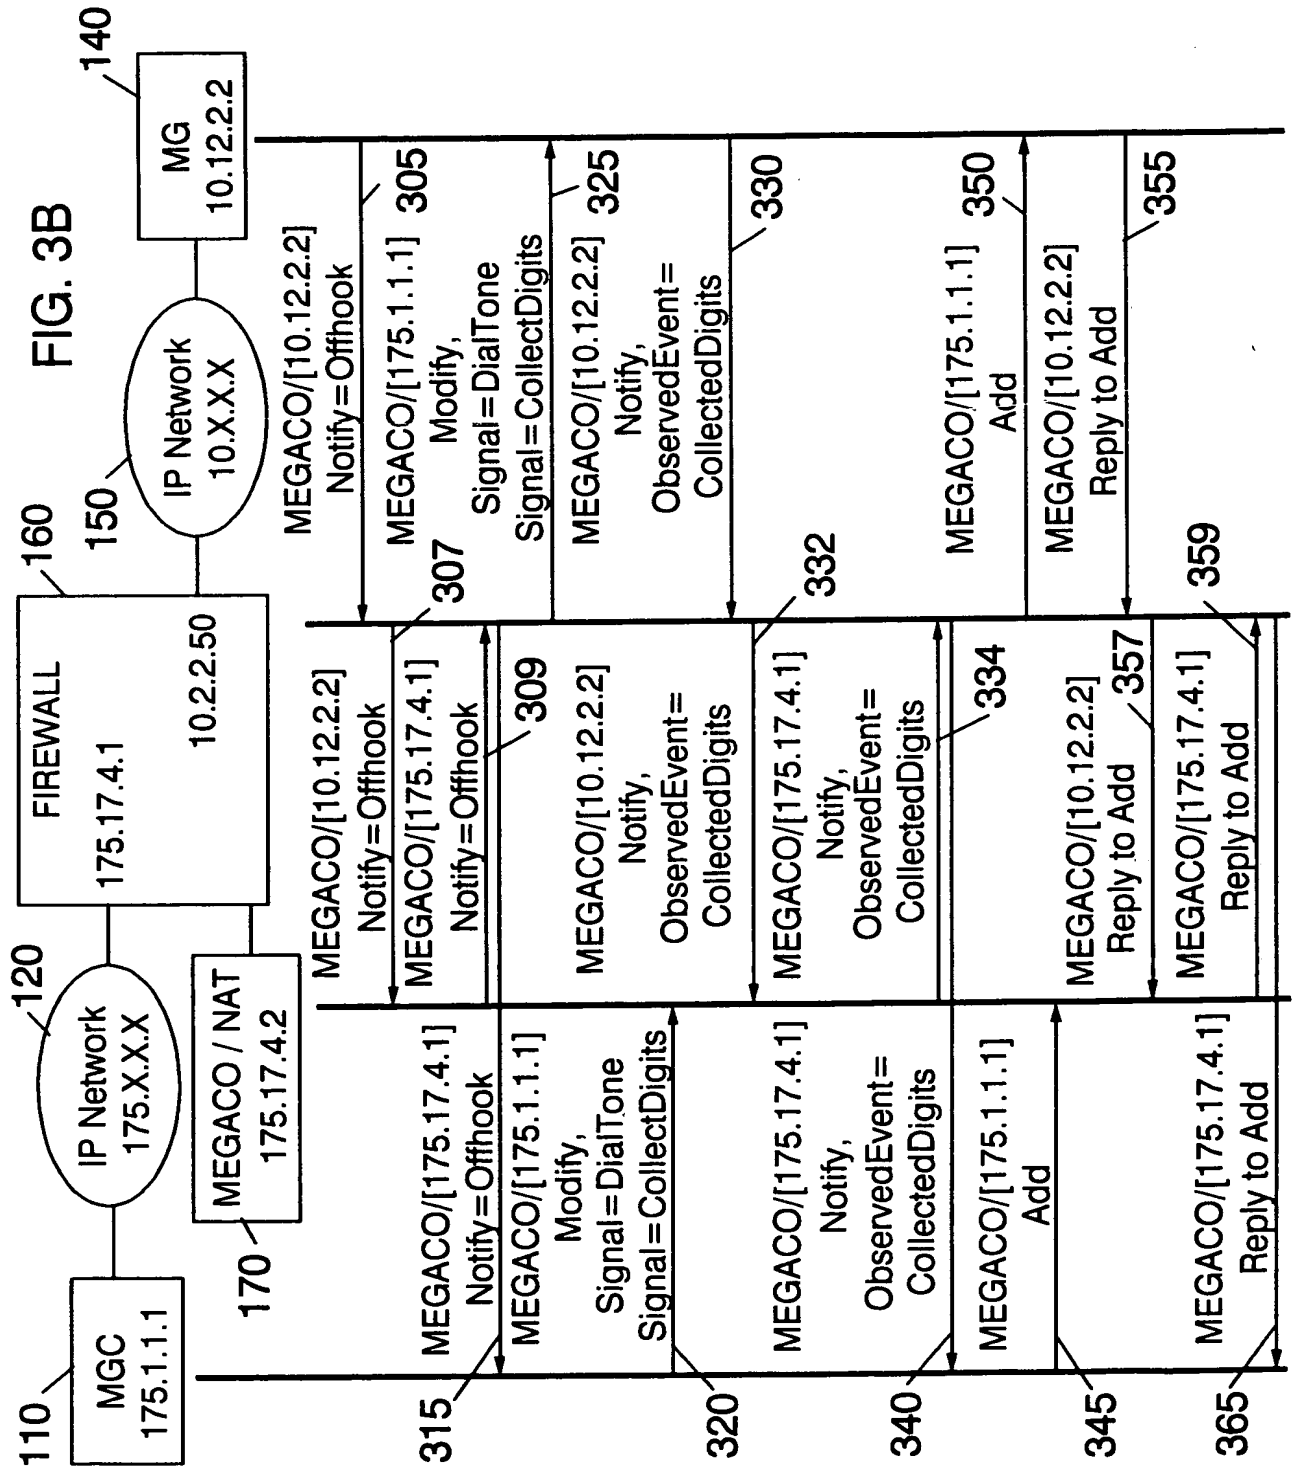 FIG. 3B
110
MGC
175.1.1.1
120
IP Network
175.X.X.X
MEGACO / NAT
175.17.4.2
170
FIREWALL
175.17.4.1
10.2.2.50
160
150
IP Network
10.X.X.X
MG
10.12.2.2
140
MEGACO/[10.12.2.2]
Notify=Offhook
305
MEGACO/[10.12.2.2]
Notify=Offhook
307
MEGACO/[175.17.4.1]
Notify=Offhook
309
MEGACO/[175.17.4.1]
Notify=Offhook
315
MEGACO/[175.1.1.1]
Modify,
Signal=DialTone
Signal=CollectDigits
320
MEGACO/[175.1.1.1]
Modify,
Signal=DialTone
Signal=CollectDigits
325
MEGACO/[10.12.2.2]
Notify,
ObservedEvent=
CollectedDigits
330
MEGACO/[10.12.2.2]
Notify,
ObservedEvent=
CollectedDigits
332
MEGACO/[175.17.4.1]
Notify,
ObservedEvent=
CollectedDigits
334
MEGACO/[175.17.4.1]
Notify,
ObservedEvent=
CollectedDigits
340
MEGACO/[175.1.1.1]
Add
345
MEGACO/[175.1.1.1]
Add
350
MEGACO/[10.12.2.2]
Reply to Add
355
MEGACO/[10.12.2.2]
Reply to Add
357
MEGACO/[175.17.4.1]
Reply to Add
359
MEGACO/[175.17.4.1]
Reply to Add
365